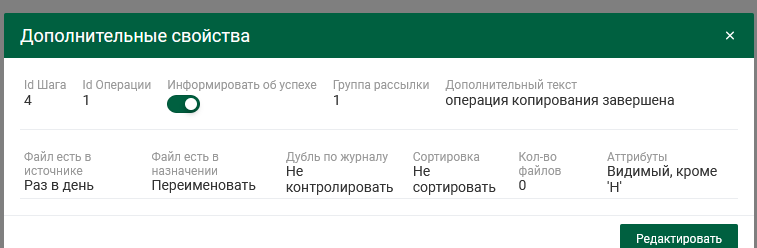 Дополнительные свойства ×
Id Шага Id Операции Информировать об успехе Группа рассылки Дополнительный текст
4 1 1 операция копирования завершена
Файл есть в источнике Файл есть в назначении Дубль по журналу Сортировка Кол-во файлов Аттрибуты
Раз в день Переименовать Не контролировать Не сортировать 0 Видимый, кроме 'H'
Редактировать